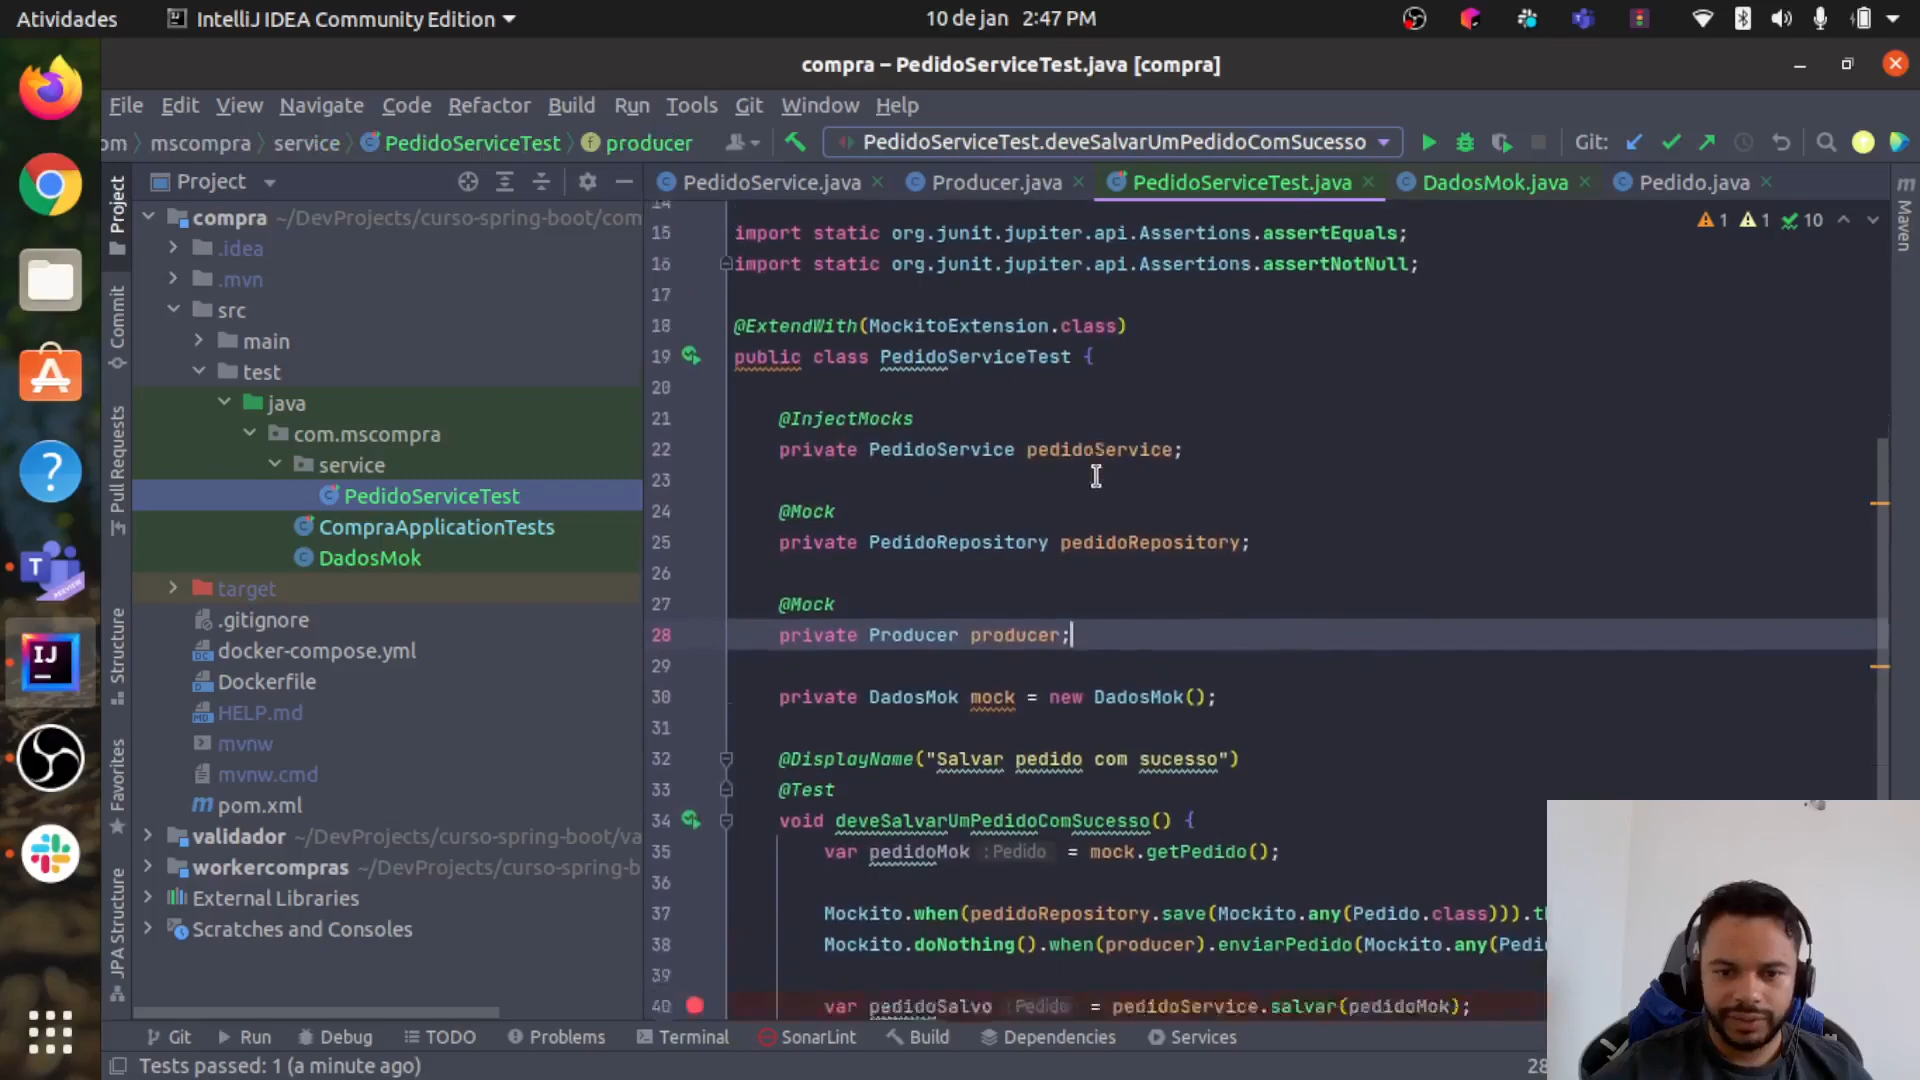 Atividades
IntelliJ IDEA Community Edition
10 de jan 2:47 PM
compra – PedidoServiceTest.java [compra]
File Edit View Navigate Code Refactor Build Run Tools Git Window Help
om mscompra service PedidoServiceTest producer
PedidoServiceTest.deveSalvarUmPedidoComSucesso
Git:
Project
PedidoService.java Producer.java PedidoServiceTest.java DadosMok.java Pedido.java
1 1 10
Maven
Project
Commit
Pull Requests
Structure
Favorites
JPA Structure
compra ~/DevProjects/curso-spring-boot/com
.idea
.mvn
src
main
test
java
com.mscompra
service
PedidoServiceTest
CompraApplicationTests
DadosMok
target
.gitignore
docker-compose.yml
Dockerfile
HELP.md
mvnw
mvnw.cmd
pom.xml
validador ~/DevProjects/curso-spring-boot/va
workercompras ~/DevProjects/curso-spring-b
External Libraries
Scratches and Consoles
14
15 import static org.junit.jupiter.api.Assertions.assertEquals;
16 import static org.junit.jupiter.api.Assertions.assertNotNull;
17
18 @ExtendWith(MockitoExtension.class)
19 public class PedidoServiceTest {
20
21 @InjectMocks
22 private PedidoService pedidoService;
23
24 @Mock
25 private PedidoRepository pedidoRepository;
26
27 @Mock
28 private Producer producer;
29
30 private DadosMok mock = new DadosMok();
31
32 @DisplayName("Salvar pedido com sucesso")
33 @Test
34 void deveSalvarUmPedidoComSucesso() {
35 var pedidoMok :Pedido = mock.getPedido();
36
37 Mockito.when(pedidoRepository.save(Mockito.any(Pedido.class))).th
38 Mockito.doNothing().when(producer).enviarPedido(Mockito.any(Pedi
39
40 var pedidoSalvo :Pedido = pedidoService.salvar(pedidoMok);
Git Run Debug TODO Problems Terminal SonarLint Build Dependencies Services
Tests passed: 1 (a minute ago)
28